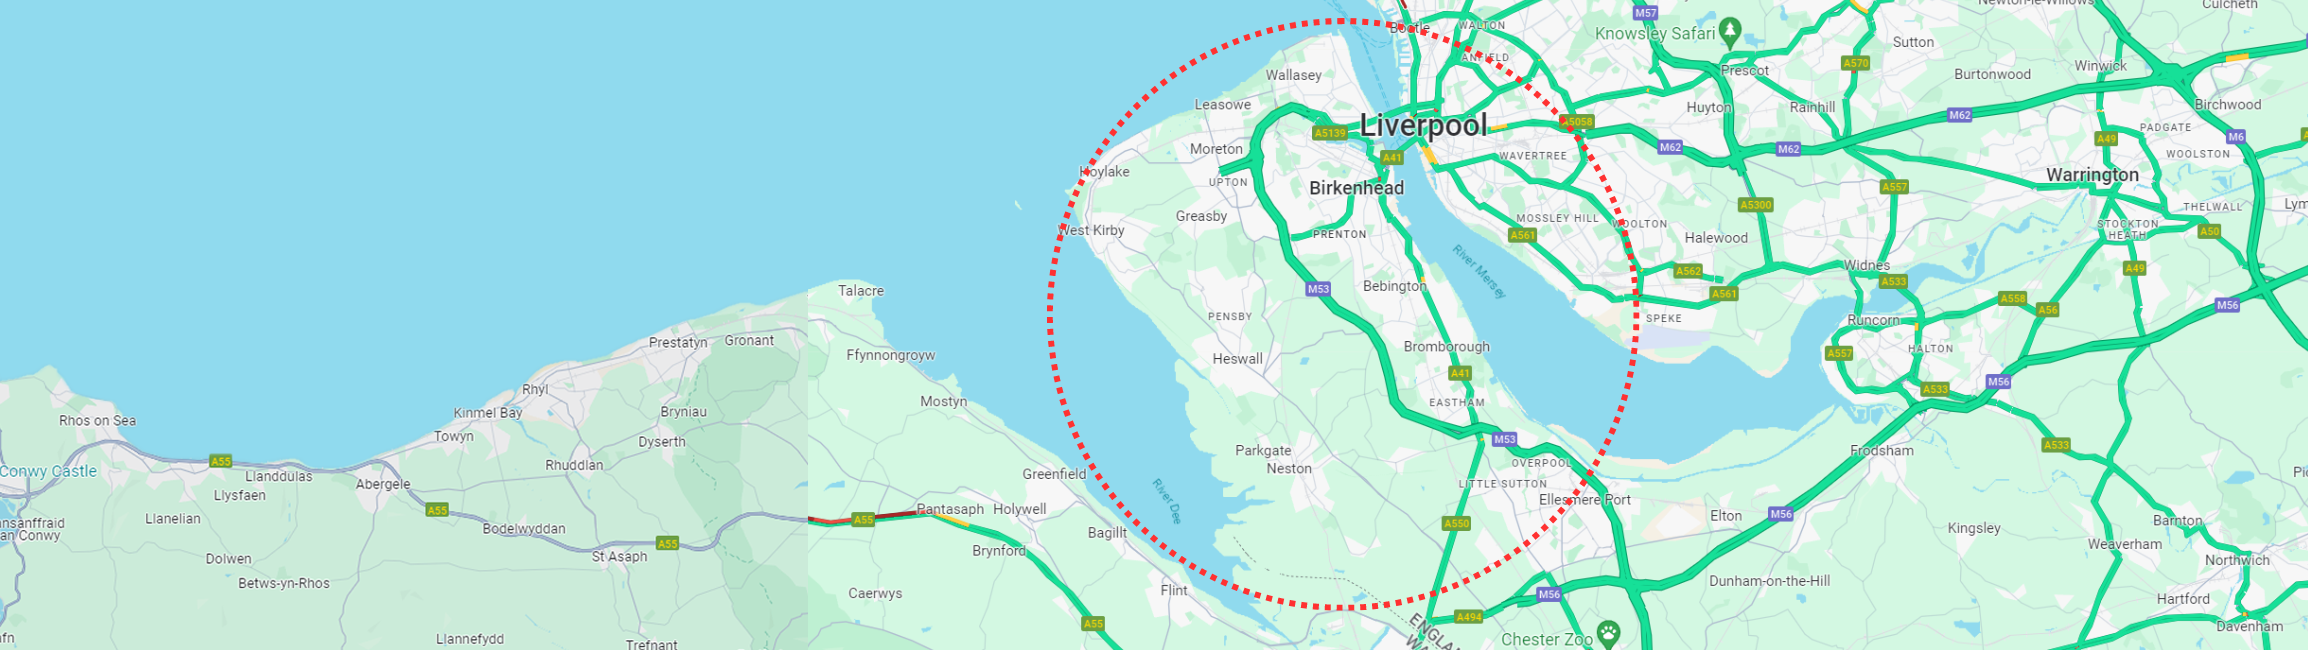 Newton-le-Willows
Culcheth
M57
Bootle
WALTON
Knowsley Safari
Sutton
ANFIELD
Wallasey
Prescot
A570
Burtonwood
Winwick
Leasowe
Huyton
Rainhill
M62
Birchwood
A5139
Liverpool
A5058
PADGATE
M6
A49
Moreton
A41
WAVERTREE
M62
M62
WOOLSTON
Hoylake
UPTON
Birkenhead
A557
Warrington
Greasby
A5300
THELWALL
Lym
West Kirby
PRENTON
MOSSLEY HILL
WOOLTON
A561
Halewood
STOCKTON
HEATH
A50
River Mersey
Widnes
A562
A49
Talacre
M53
Bebington
A561
A533
A558
A56
M56
PENSBY
SPEKE
Runcorn
Prestatyn
Gronant
Ffynnongroyw
Heswall
Bromborough
A557
HALTON
Rhyl
A41
M56
A533
Mostyn
EASTHAM
Kinmel Bay
Bryniau
Rhos on Sea
Towyn
Dyserth
M53
A533
Parkgate
Frodsham
A55
Conwy Castle
Llanddulas
Rhuddlan
Neston
OVERPOOL
Abergele
Greenfield
LITTLE SUTTON
Llysfaen
River Dee
Ellesmere Port
A55
Llanelian
Pantasaph
Holywell
Elton
M56
ansanffraid
an Conwy
Bodelwyddan
A55
A550
Kingsley
Barnton
Bagillt
A55
St Asaph
Brynford
Weaverham
Dolwen
Northwich
Betws-yn-Rhos
Caerwys
Flint
M56
Dunham-on-the-Hill
Hartford
A55
A494
Davenham
Llannefydd
Trefnant
Chester Zoo
ENGLA
WA